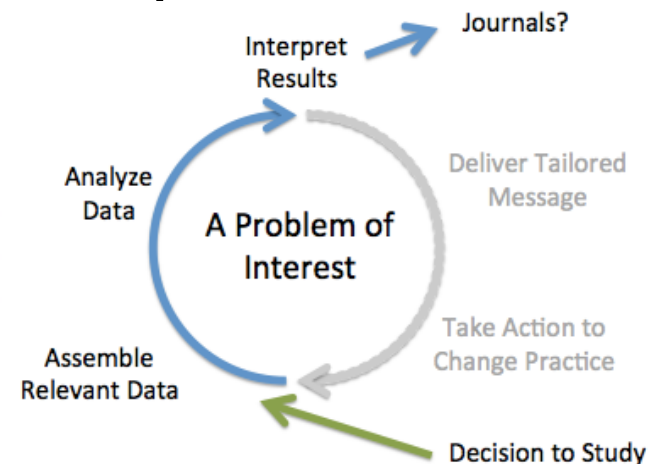 Journals?
Interpret
Results
Deliver Tailored
Message
Analyze
Data
A Problem of
Interest
Take Action to
Change Practice
Assemble
Relevant Data
Decision to Study